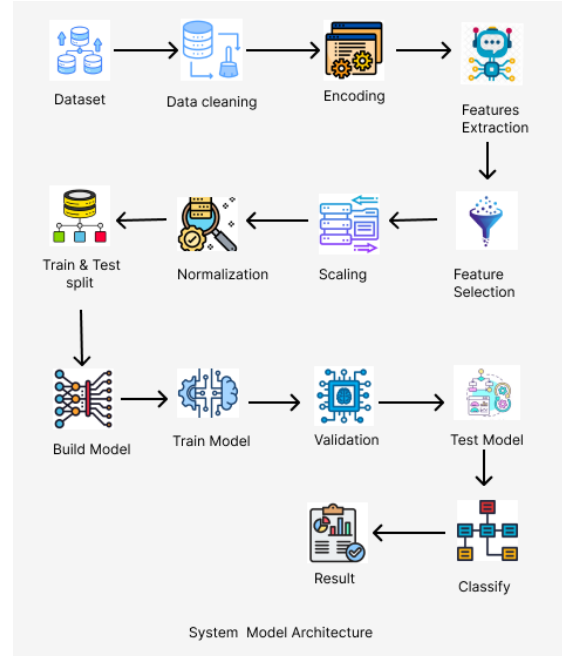 Dataset
Data cleaning
Encoding
Features
Extraction
Train & Test
split
Normalization
Scaling
Feature
Selection
Build Model
Train Model
Validation
Test Model
Result
Classify
System Model Architecture